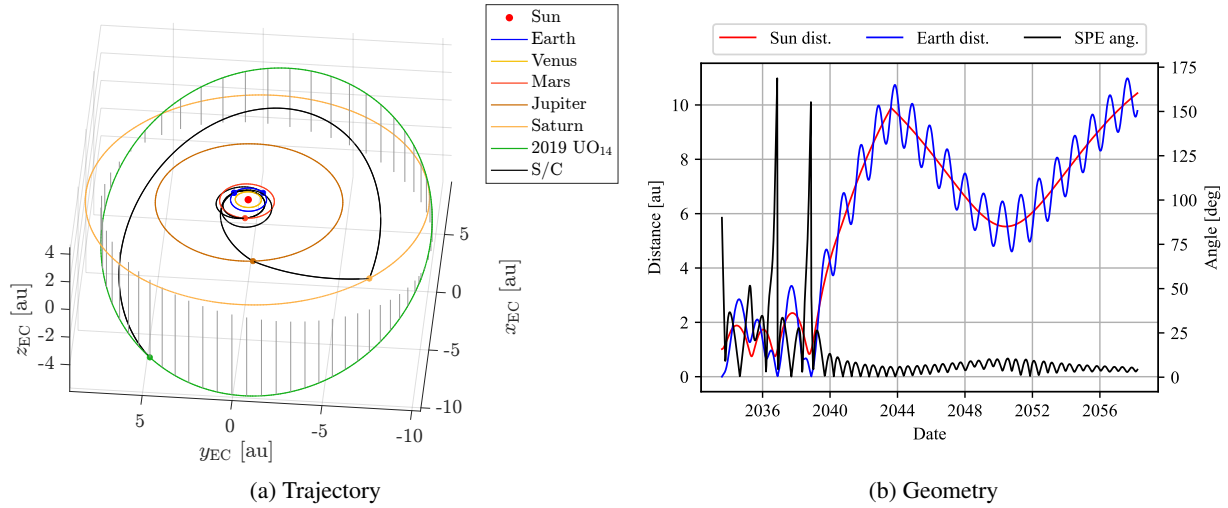 Sun
Earth
Venus
Mars
Jupiter
Saturn
2019 UO₁₄
S/C
4
2
0
-2
-4
z_EC [au]
5
0
-5
-10
y_EC [au]
5
0
-5
-10
x_EC [au]
(a) Trajectory
Sun dist. Earth dist. SPE ang.
10
8
6
4
2
0
Distance [au]
175
150
125
100
75
50
25
0
Angle [deg]
2036 2040 2044 2048 2052 2056
Date
(b) Geometry